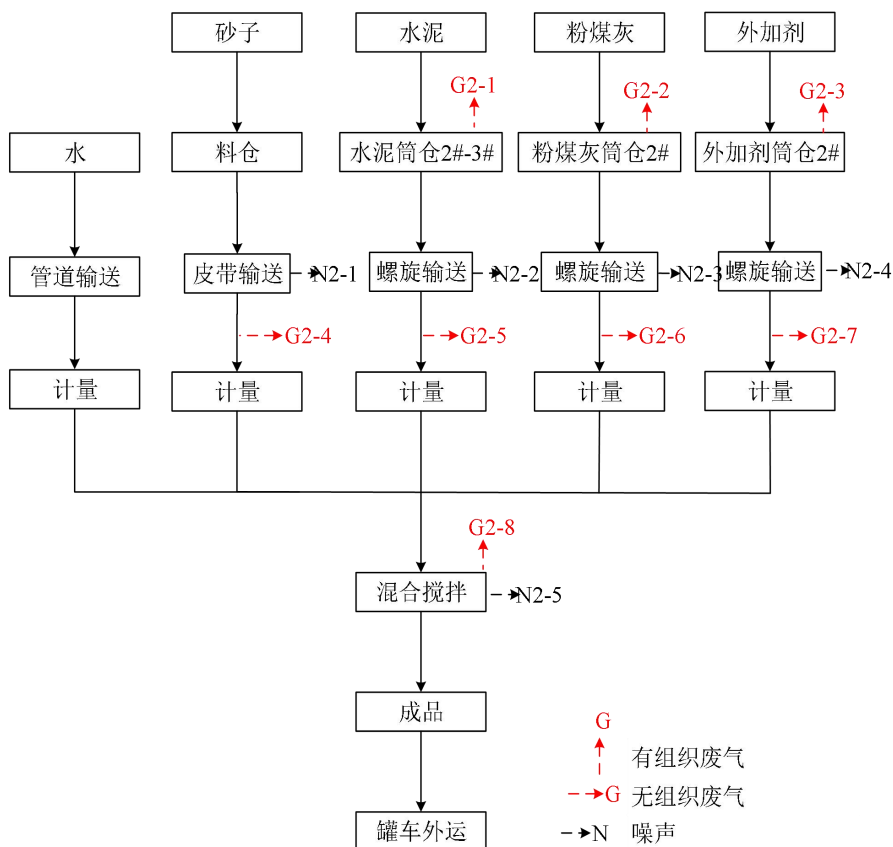 砂子
水泥
粉煤灰
外加剂
G2-1
G2-2
G2-3
水
料仓
水泥筒仓2#-3#
粉煤灰筒仓2#
外加剂筒仓2#
管道输送
皮带输送
N2-1
螺旋输送
N2-2
螺旋输送
N2-3
螺旋输送
N2-4
G2-4
G2-5
G2-6
G2-7
计量
计量
计量
计量
计量
G2-8
混合搅拌
N2-5
成品
G
有组织废气
G 无组织废气
罐车外运
N 噪声